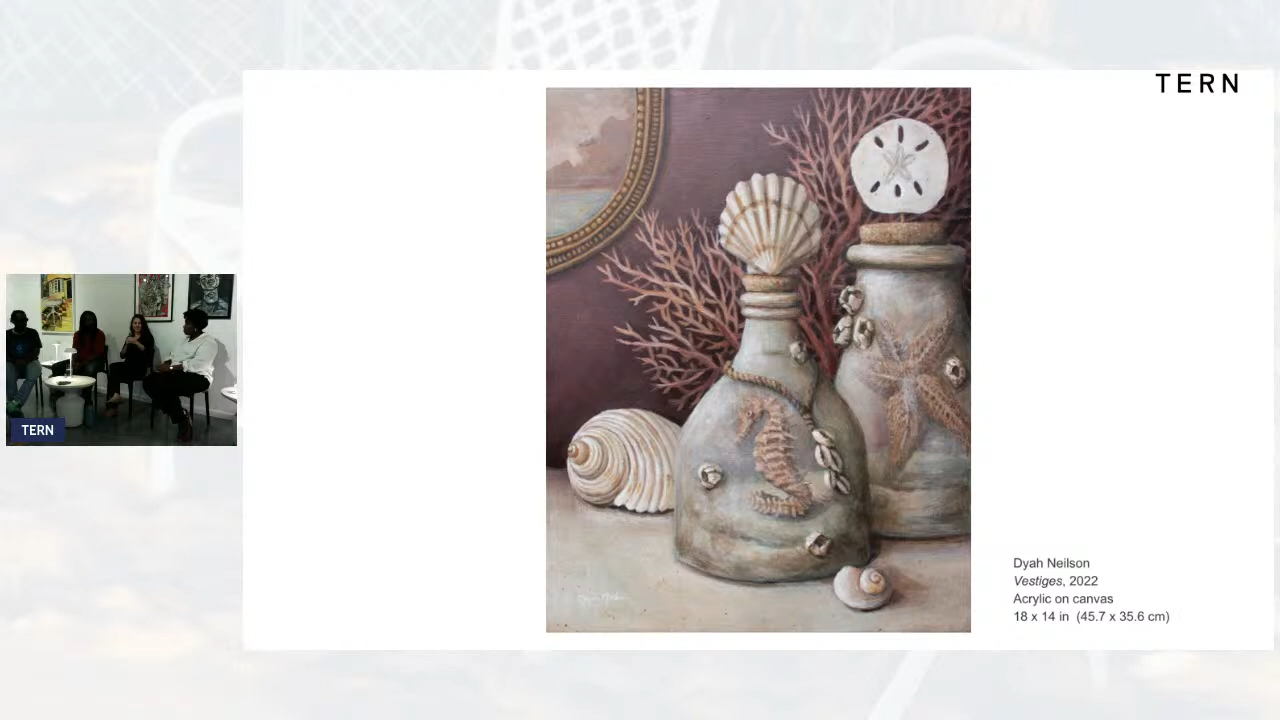 TERN
TERN
Dyah Neilson
Vestiges, 2022
Acrylic on canvas
18 x 14 in (45.7 x 35.6 cm)